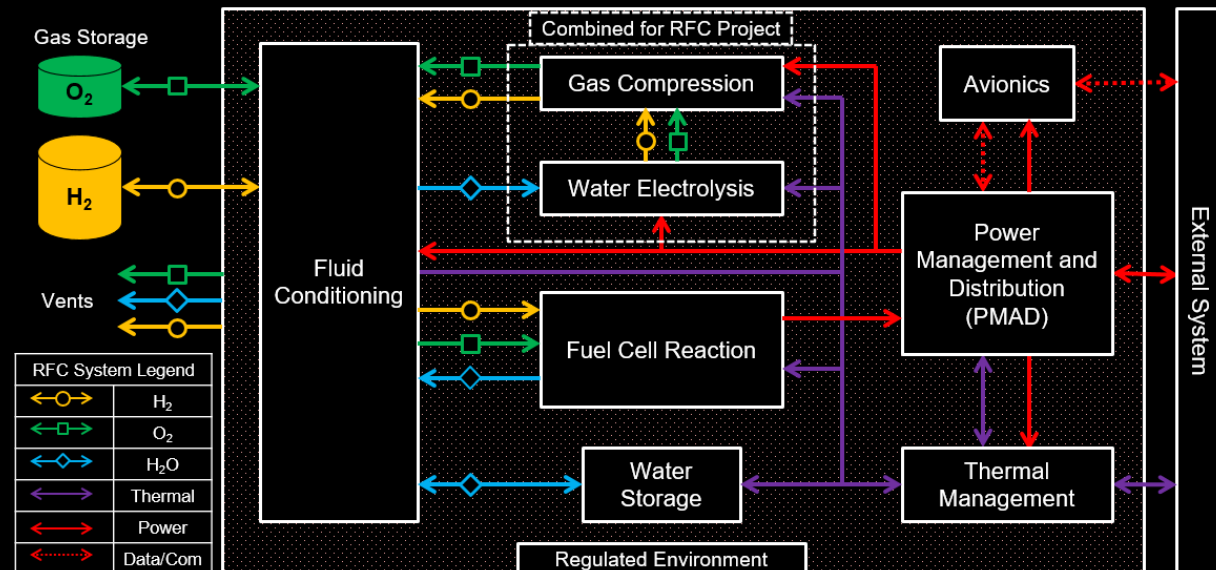 Combined for RFC Project
Gas Storage
O2
H2
Vents
Fluid
Conditioning
Gas Compression
Water Electrolysis
Fuel Cell Reaction
Water
Storage
Avionics
Power
Management and
Distribution
(PMAD)
Thermal
Management
External System
RFC System Legend
H2
O2
H2O
Thermal
Power
Data/Com
Regulated Environment